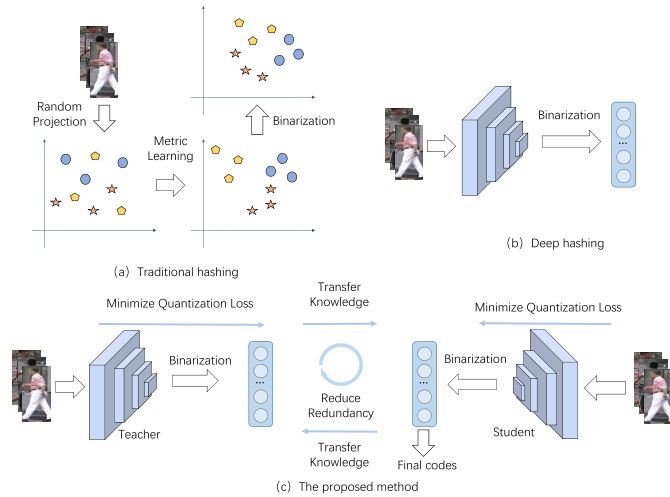 Random
Projection
Metric
Learning
Binarization
(a) Traditional hashing
Binarization
...
(b) Deep hashing
Minimize Quantization Loss
Transfer
Knowledge
Minimize Quantization Loss
Binarization
...
Teacher
Reduce
Redundancy
Transfer
Knowledge
...
Binarization
Student
Final codes
(c) The proposed method